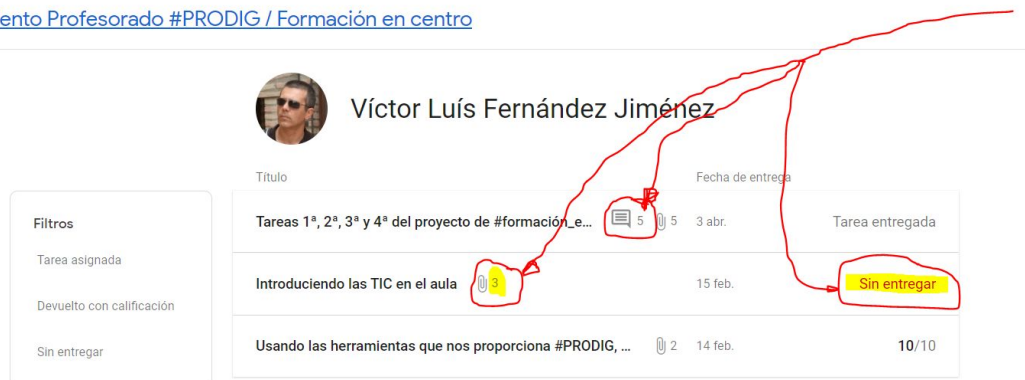 ento Profesorado #PRODIG / Formación en centro
Víctor Luís Fernández Jiménez
Título Fecha de entrega
Filtros
Tarea asignada
Devuelto con calificación
Sin entregar
Tareas 1ª, 2ª, 3ª y 4ª del proyecto de #formación_e... 5 5 3 abr. Tarea entregada
Introduciendo las TIC en el aula 3 15 feb. Sin entregar
Usando las herramientas que nos proporciona #PRODIG, ... 2 14 feb. 10/10